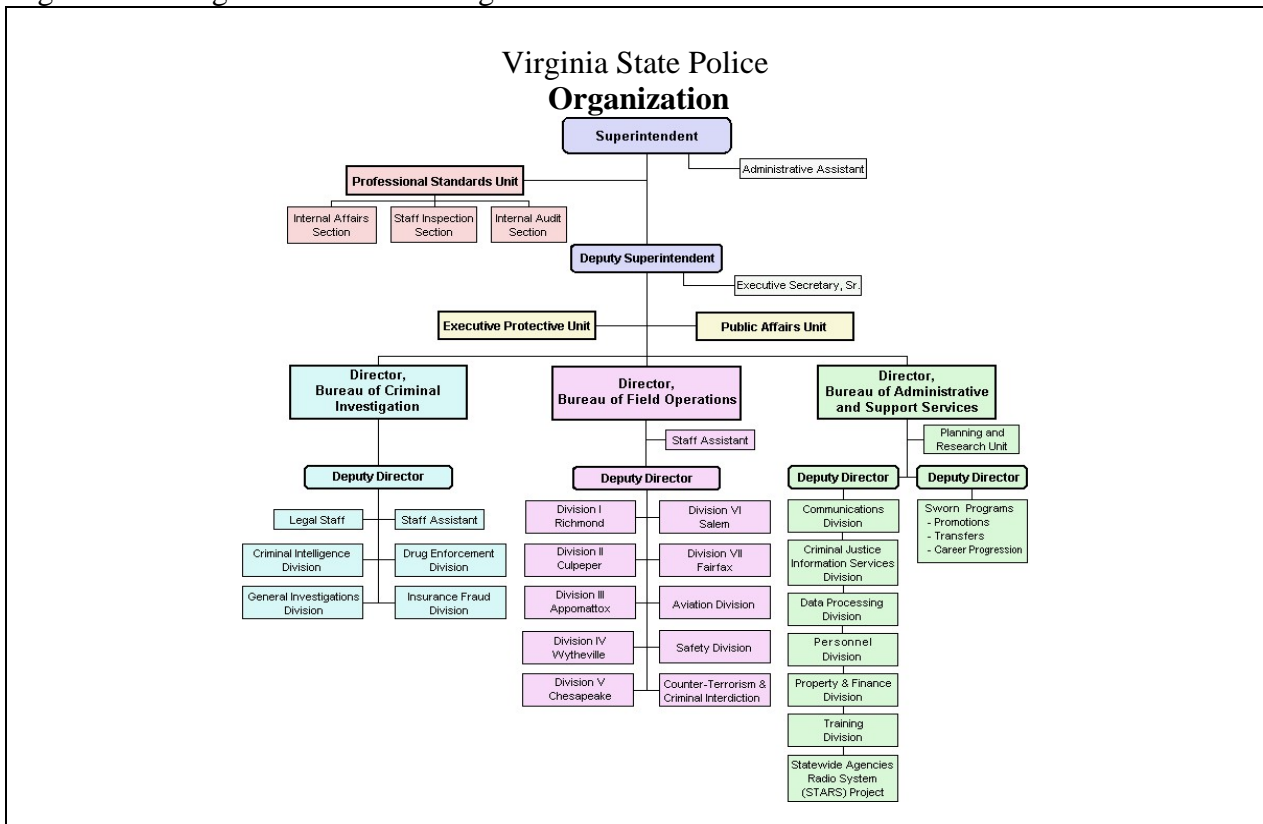 Virginia State Police
Organization
Superintendent
Administrative Assistant
Professional Standards Unit
Internal Affairs
Section
Staff Inspection
Section
Internal Audit
Section
Deputy Superintendent
Executive Secretary, Sr.
Executive Protective Unit
Public Affairs Unit
Director,
Bureau of Criminal
Investigation
Director,
Bureau of Field Operations
Director,
Bureau of Administrative
and Support Services
Staff Assistant
Planning and
Research Unit
Deputy Director
Legal Staff
Staff Assistant
Criminal Intelligence
Division
Drug Enforcement
Division
General Investigations
Division
Insurance Fraud
Division
Deputy Director
Division I
Richmond
Division VI
Salem
Division II
Culpeper
Division VII
Fairfax
Division III
Appomattox
Aviation Division
Division IV
Wytheville
Safety Division
Division V
Chesapeake
Counter-Terrorism &
Criminal Interdiction
Deputy Director
Communications
Division
Criminal Justice
Information Services
Division
Data Processing
Division
Personnel
Division
Property & Finance
Division
Training
Division
Statewide Agencies
Radio System
(STARS) Project
Deputy Director
Sworn Programs
- Promotions
- Transfers
- Career Progression